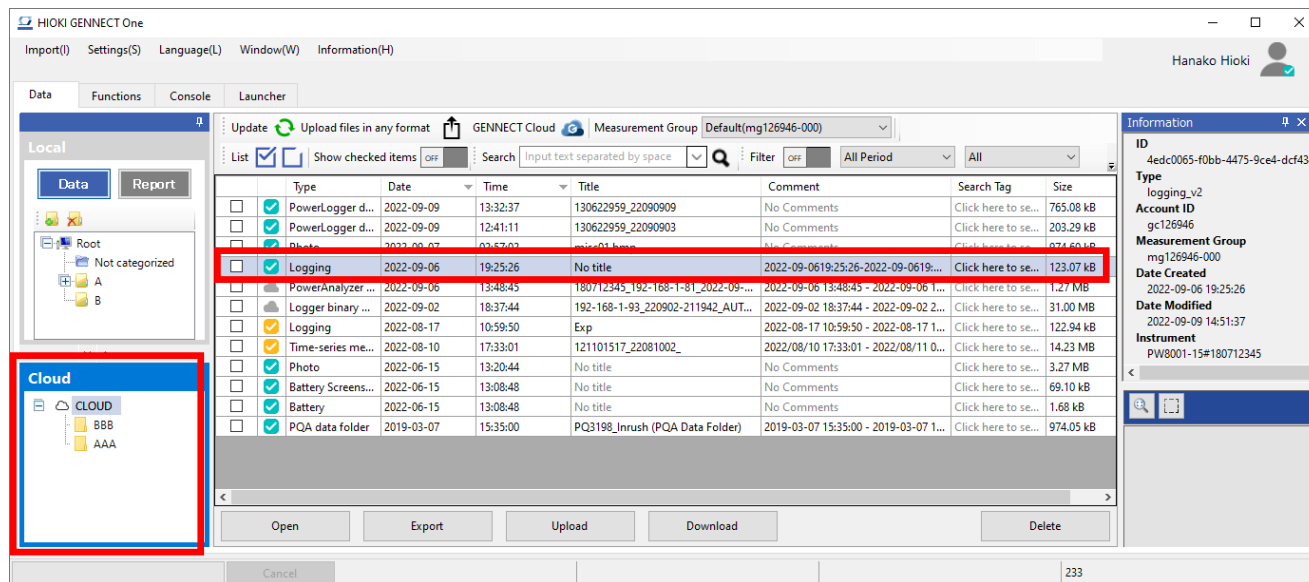 HIOKI GENNECT One
Import(I) Settings(S) Language(L) Window(W) Information(H)
Hanako Hioki
Data Functions Console Launcher
Local
Data Report
Root
Not categorized
A
B
Cloud
CLOUD
BBB
AAA
Update Upload files in any format GENNECT Cloud Measurement Group Default(mg126946-000)
List Show checked items OFF Search Input text separated by space Filter OFF All Period All
Type Date Time Title Comment Search Tag Size
PowerLogger d... 2022-09-09 13:32:37 130622959_22090909 No Comments Click here to se... 765.08 kB
PowerLogger d... 2022-09-09 12:41:11 130622959_22090903 No Comments Click here to se... 203.29 kB
Photo 2022-09-07 02:57:02 misc01.bmp No Comments Click here to se... 974.60 kB
Logging 2022-09-06 19:25:26 No title 2022-09-0619:25:26-2022-09-0619:... Click here to se... 123.07 kB
PowerAnalyzer ... 2022-09-06 13:48:45 180712345_192-168-1-81_2022-09-... 2022-09-06 13:48:45 - 2022-09-06 1... Click here to se... 1.27 MB
Logger binary ... 2022-09-02 18:37:44 192-168-1-93_220902-211942_AUT... 2022-09-02 18:37:44 - 2022-09-02 2... Click here to se... 31.00 MB
Logging 2022-08-17 10:59:50 Exp 2022-08-17 10:59:50 - 2022-08-17 1... Click here to se... 122.94 kB
Time-series me... 2022-08-10 17:33:01 121101517_22081002_ 2022/08/10 17:33:01 - 2022/08/11 0... Click here to se... 14.23 MB
Photo 2022-06-15 13:20:44 No title No Comments Click here to se... 3.27 MB
Battery Screens... 2022-06-15 13:08:48 No title No Comments Click here to se... 69.10 kB
Battery 2022-06-15 13:08:48 No title No Comments Click here to se... 1.68 kB
PQA data folder 2019-03-07 15:35:00 PQ3198_Inrush (PQA Data Folder) 2019-03-07 15:35:00 - 2019-03-07 1... Click here to se... 974.05 kB
Open Export Upload Download Delete
Information
ID
4edc0065-f0bb-4475-9ce4-dcf43
Type
logging_v2
Account ID
gc126946
Measurement Group
mg126946-000
Date Created
2022-09-06 19:25:26
Date Modified
2022-09-09 14:51:37
Instrument
PW8001-15#180712345
Cancel 233